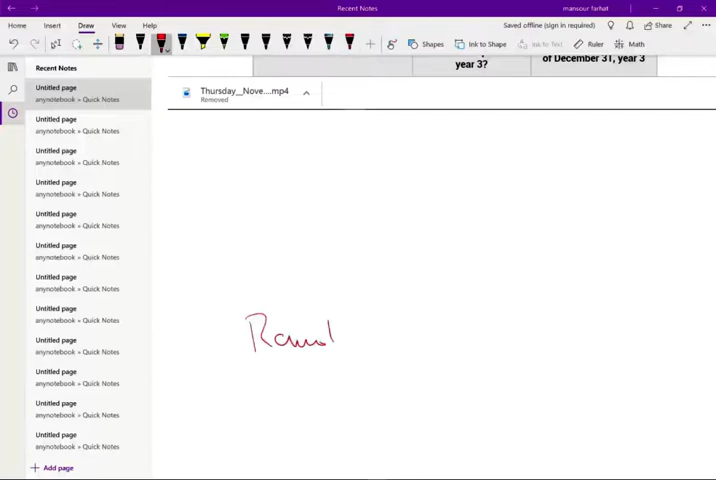 Recent Notes
mansour farhat
Home
Insert
Draw
View
Help
Saved offline (sign in required)
Share
Shapes
Ink to Shape
Ink to Text
Ruler
Math
Recent Notes
Untitled page
anynotebook » Quick Notes
Untitled page
anynotebook » Quick Notes
Untitled page
anynotebook » Quick Notes
Untitled page
anynotebook » Quick Notes
Untitled page
anynotebook » Quick Notes
Untitled page
anynotebook » Quick Notes
Untitled page
anynotebook » Quick Notes
Untitled page
anynotebook » Quick Notes
Untitled page
anynotebook » Quick Notes
Untitled page
anynotebook » Quick Notes
Untitled page
anynotebook » Quick Notes
Untitled page
anynotebook » Quick Notes
Add page
year 3?
of December 31, year 3
Thursday__Nove....mp4
Removed